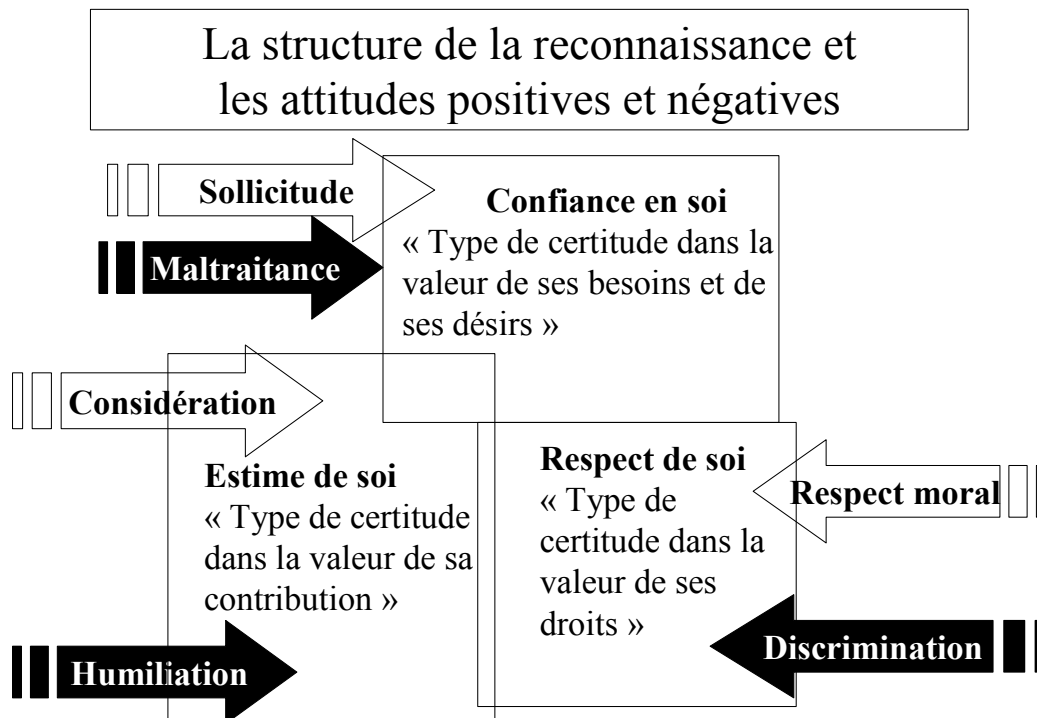 La structure de la reconnaissance et
les attitudes positives et négatives
Sollicitude
Maltraitance
Confiance en soi
« Type de certitude dans la
valeur de ses besoins et de
ses désirs »
Considération
Estime de soi
« Type de certitude
dans la valeur de sa
contribution »
Humiliation
Respect de soi
« Type de
certitude dans la
valeur de ses
droits »
Respect moral
Discrimination